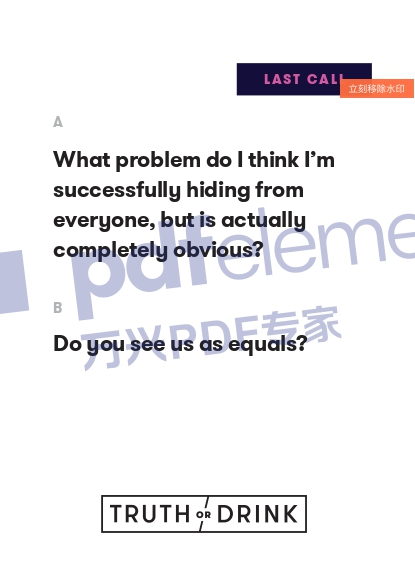 LAST CALL
立刻移除水印
A
What problem do I think I'm
successfully hiding from
everyone, but is actually
completely obvious?
pdfeleme
B
万兴PDF专家
Do you see us as equals?
TRUTH OR DRINK